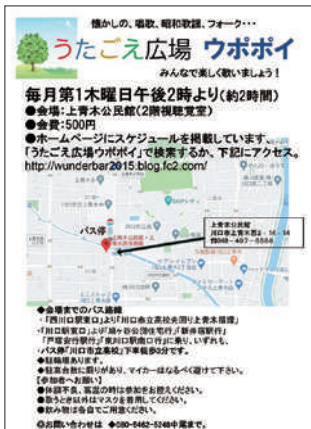 懐かしの、唱歌、昭和歌謡、フォーク・・・
うたごえ広場 ウポポイ
みんなで楽しく歌いましょう！
毎月第1木曜日午後2時より(約2時間)
●会場:上青木公民館(2階視聴覚室)
●会費:500円
●ホームページにスケジュールを掲載しています。
「うたごえ広場ウポポイ」で検索するか、下記にアクセス。
http://wunderbar2015.blog.fc2.com/
バス停
上青木公民館
◆会場までのバス路線
・「西川口駅東口」より「川口市立高校先回り上青木循環」
・「川口駅東口」より「鳩ヶ谷公団住宅行」「新井宿駅行」
「戸塚安行駅行」「東川口駅南口行」に乗り、いずれも、
バス停「川口市立高校」下車徒歩3分です。
◆駐輪場あります。
◆駐車台数に限りがあり、マイカーはなるべく避けて下さい。
【参加者へお願い】
●体調不良、高温の時は参加をお控えください。
●歌うとき以外はマスクを着用してください。
●飲み物は各自でご用意ください。
◎お問い合わせは ◆080-5462-5248中尾まで。